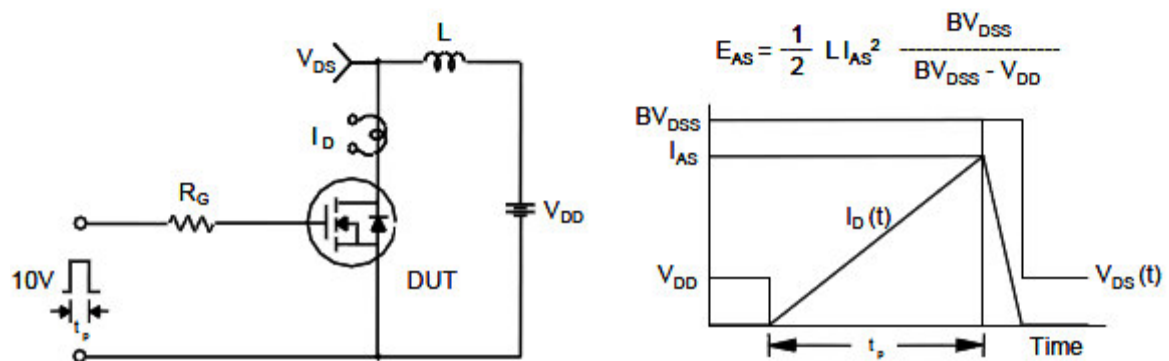 V_DS
L
I_D
R_G
V_DD
10V
DUT
t_p
E_AS = 1/2 L I_AS² BV_DSS / BV_DSS - V_DD
BV_DSS
I_AS
I_D (t)
V_DD
V_DS (t)
t_p
Time